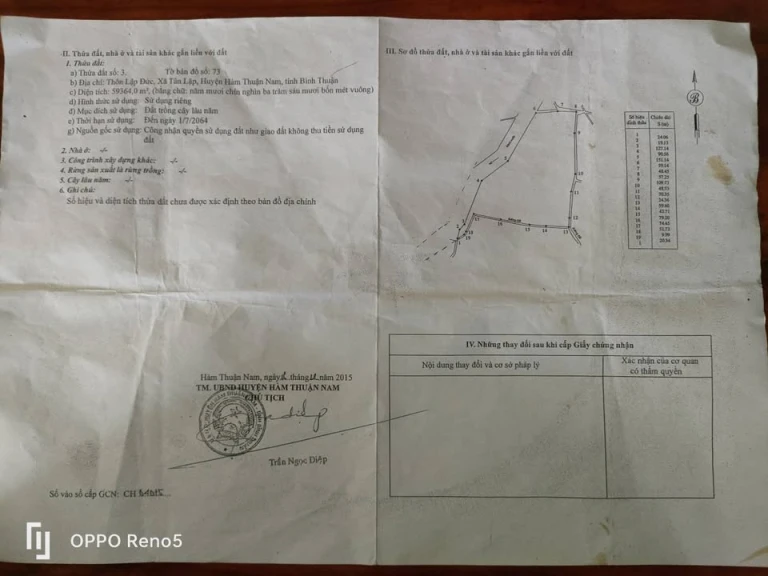 II. Thửa đất, nhà ở và tài sản khác gắn liền với đất
1. Thửa đất:
a) Thửa đất số: 3. Tờ bản đồ số: 73
b) Địa chỉ: Thôn Lập Đức, Xã Tân Lập, Huyện Hàm Thuận Nam, tỉnh Bình Thuận
c) Diện tích: 59364,0 m², (bằng chữ: năm mươi chín nghìn ba trăm sáu mươi bốn mét vuông)
d) Hình thức sử dụng: Sử dụng riêng
đ) Mục đích sử dụng: Đất trồng cây lâu năm
e) Thời hạn sử dụng: Đến ngày 1/7/2064
g) Nguồn gốc sử dụng: Công nhận quyền sử dụng đất như giao đất không thu tiền sử dụng
đất
2. Nhà ở: -/-
3. Công trình xây dựng khác: -/-
4. Rừng sản xuất là rừng trồng: -/-
5. Cây lâu năm: -/-
6. Ghi chú:
Số hiệu và diện tích thửa đất chưa được xác định theo bản đồ địa chính
Hàm Thuận Nam, ngày tháng năm 2015
TM. UBND HUYỆN HÀM THUẬN NAM
CHỦ TỊCH
Trần Ngọc Diệp
Số vào sổ cấp GCN: CH
III. Sơ đồ thửa đất, nhà ở và tài sản khác gắn liền với đất
B
Số hiệu
đỉnh thửa
Chiều dài
IV. Những thay đổi sau khi cấp Giấy chứng nhận
Nội dung thay đổi và cơ sở pháp lý
Xác nhận của cơ quan
có thẩm quyền
OPPO Reno5